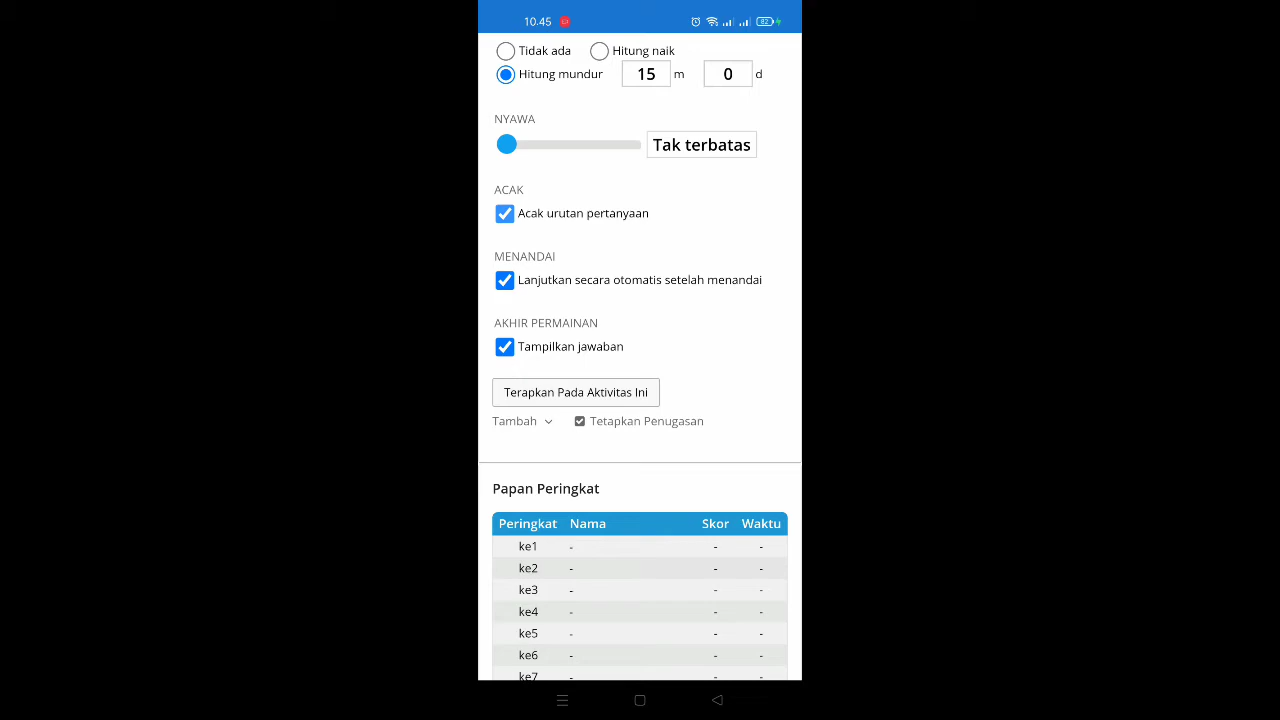 10.45 82
Tidak ada Hitung naik
Hitung mundur 15 m 0 d
NYAWA
Tak terbatas
ACAK
Acak urutan pertanyaan
MENANDAI
Lanjutkan secara otomatis setelah menandai
AKHIR PERMAINAN
Tampilkan jawaban
Terapkan Pada Aktivitas Ini
Tambah Tetapkan Penugasan
Papan Peringkat
Peringkat Nama Skor Waktu
ke1 - - -
ke2 - - -
ke3 - - -
ke4 - - -
ke5 - - -
ke6 - - -
ke7 - - -